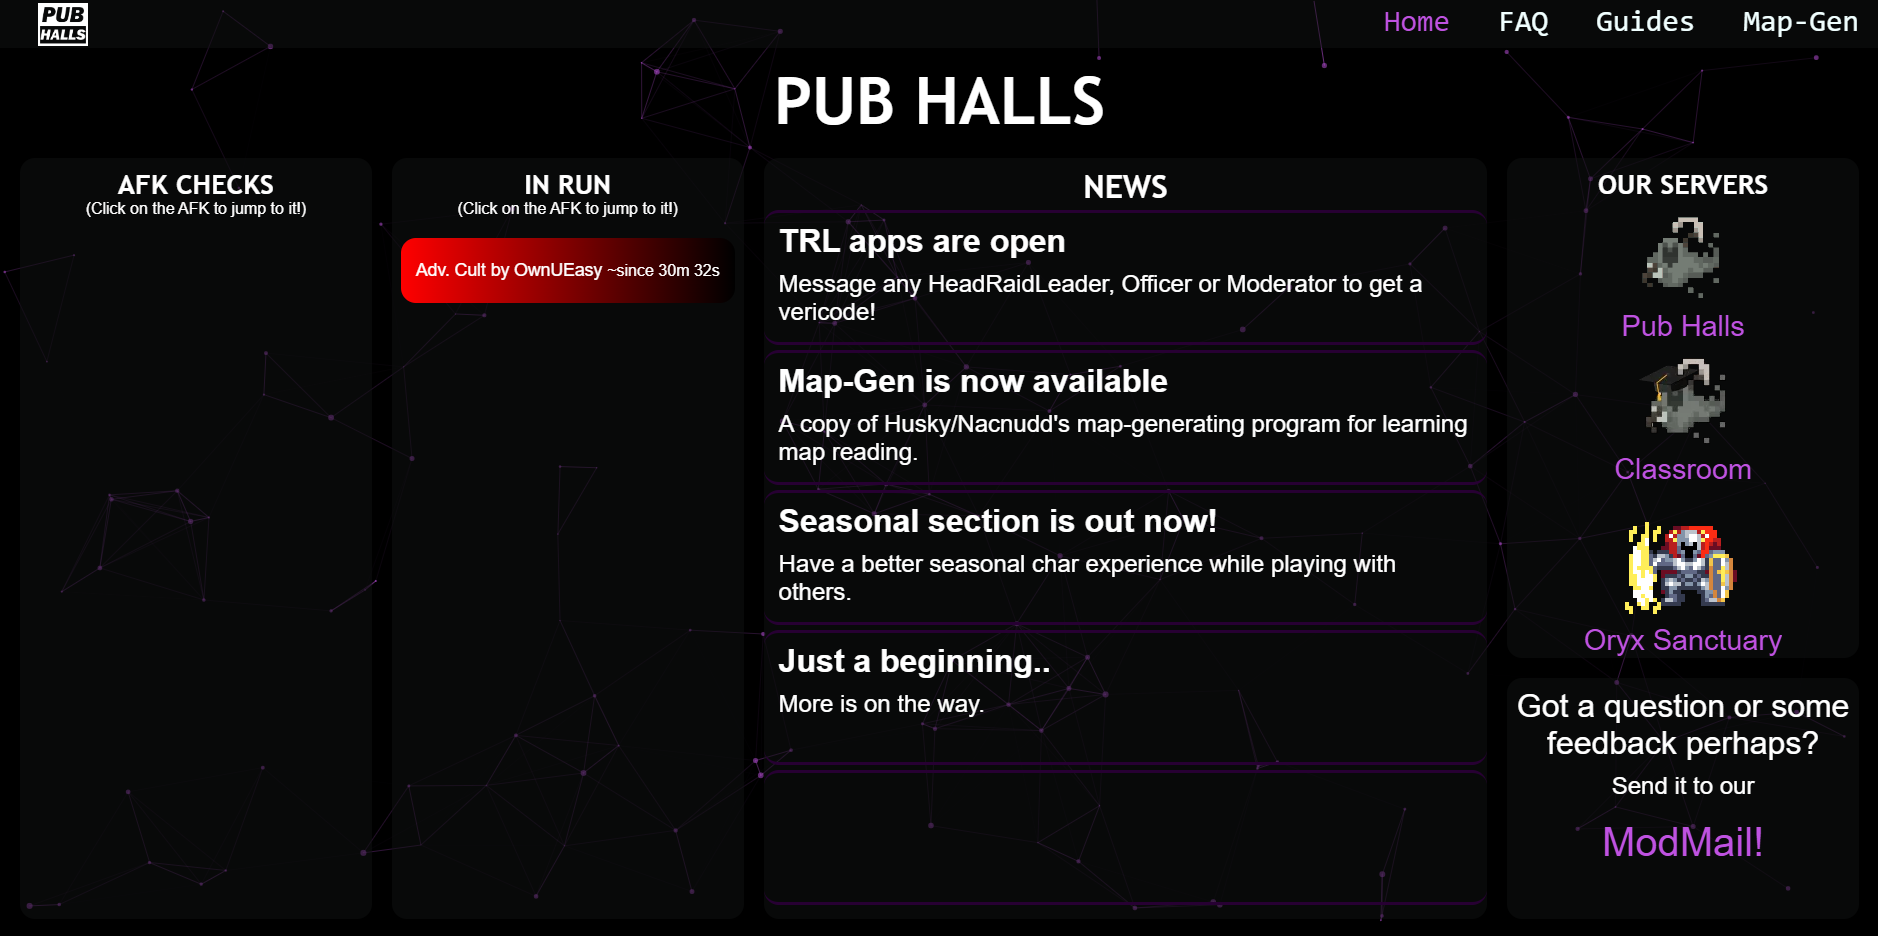 PUB
HALLS
Home FAQ Guides Map-Gen
PUB HALLS
AFK CHECKS
(Click on the AFK to jump to it!)
IN RUN
(Click on the AFK to jump to it!)
Adv. Cult by OwnUEasy ~since 30m 32s
NEWS
TRL apps are open
Message any HeadRaidLeader, Officer or Moderator to get a
vericode!
Map-Gen is now available
A copy of Husky/Nacnudd's map-generating program for learning
map reading.
Seasonal section is out now!
Have a better seasonal char experience while playing with
others.
Just a beginning..
More is on the way.
OUR SERVERS
Pub Halls
Classroom
Oryx Sanctuary
Got a question or some
feedback perhaps?
Send it to our
ModMail!